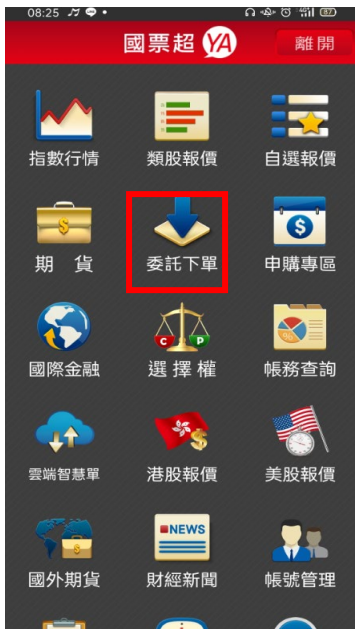 08:25
4G
87
國票超 YA
離開
指數行情 類股報價 自選報價
$
$
期 貨 委託下單 申購專區
C P
國際金融 選擇權 帳務查詢
$
雲端智慧單 港股報價 美股報價
$ NEWS
國外期貨 財經新聞 帳號管理